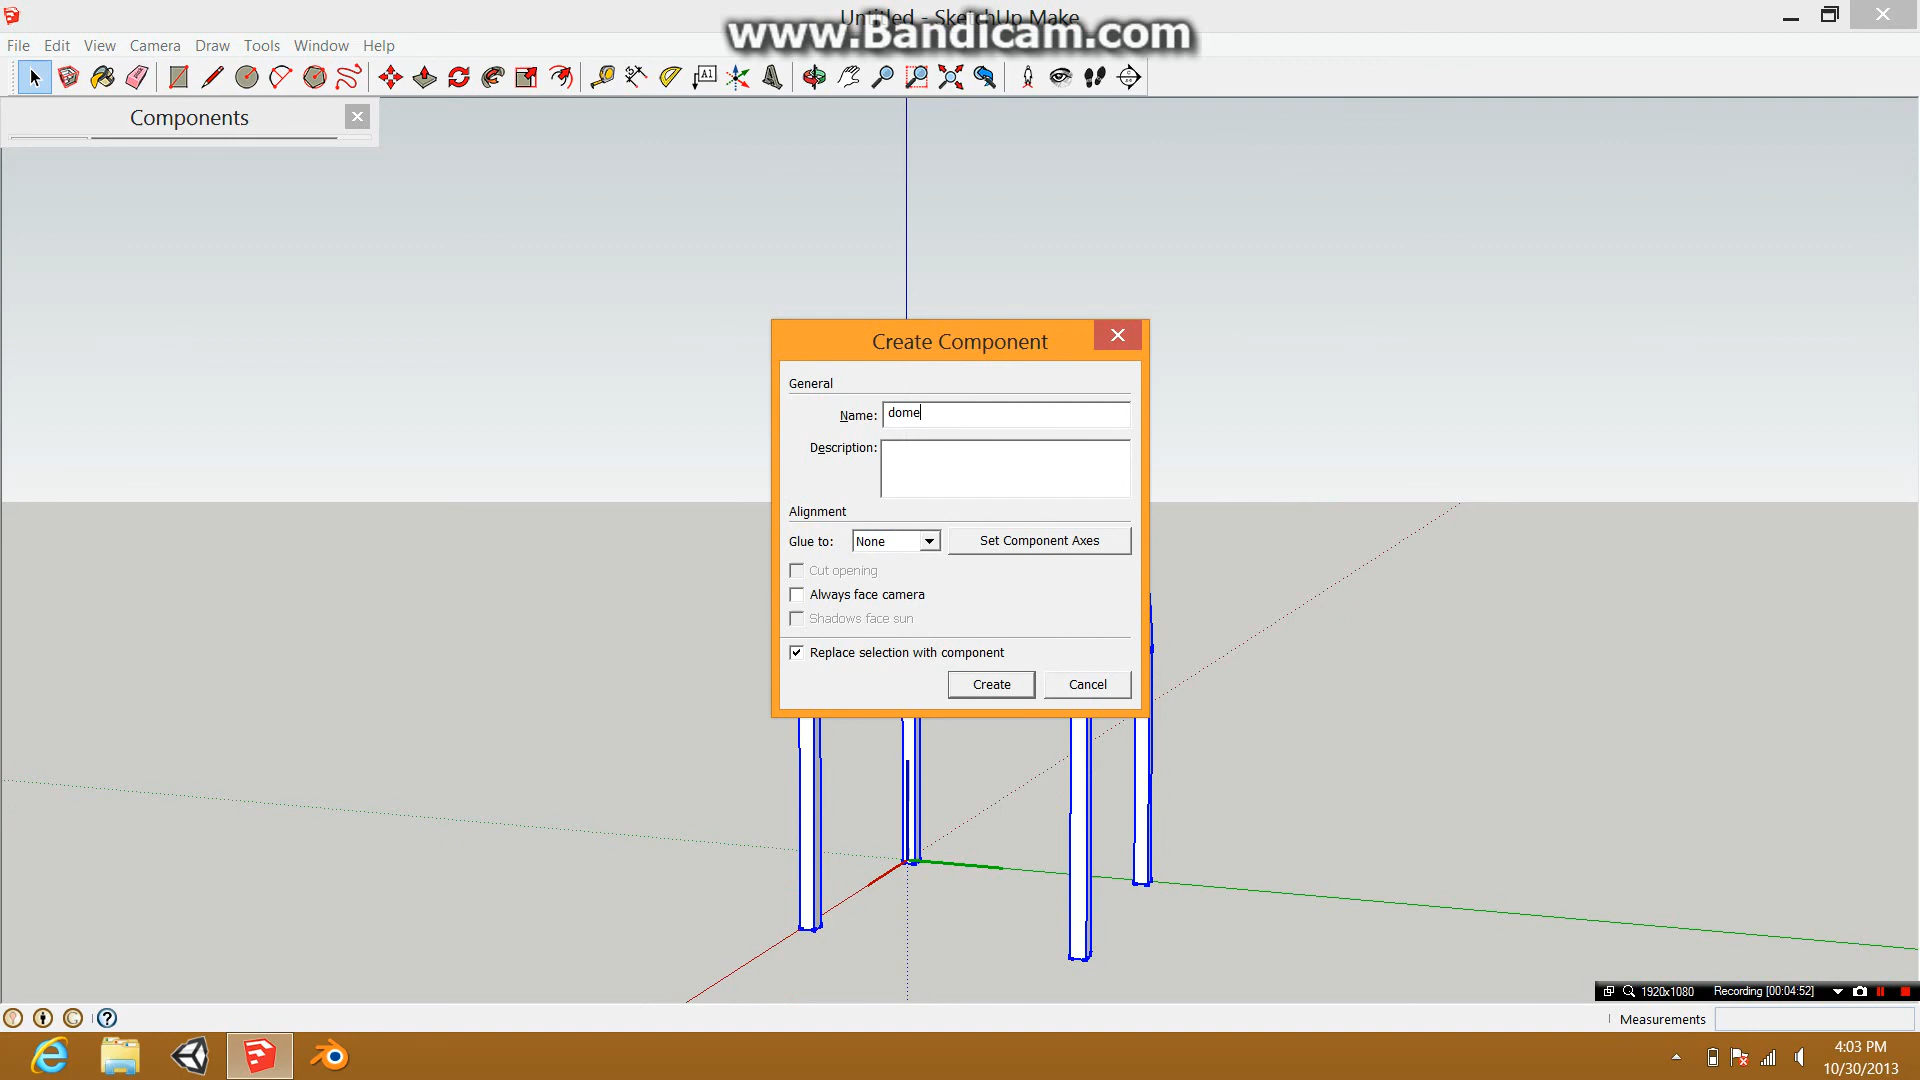 Untitled - SketchUp Make
www.Bandicam.com
File Edit View Camera Draw Tools Window Help
A1
Components
Create Component
General
Name: dome
Description:
Alignment
Glue to: None Set Component Axes
Cut opening
Always face camera
Shadows face sun
Replace selection with component
Create Cancel
1920x1080 Recording [00:04:52]
Measurements
4:03 PM
10/30/2013